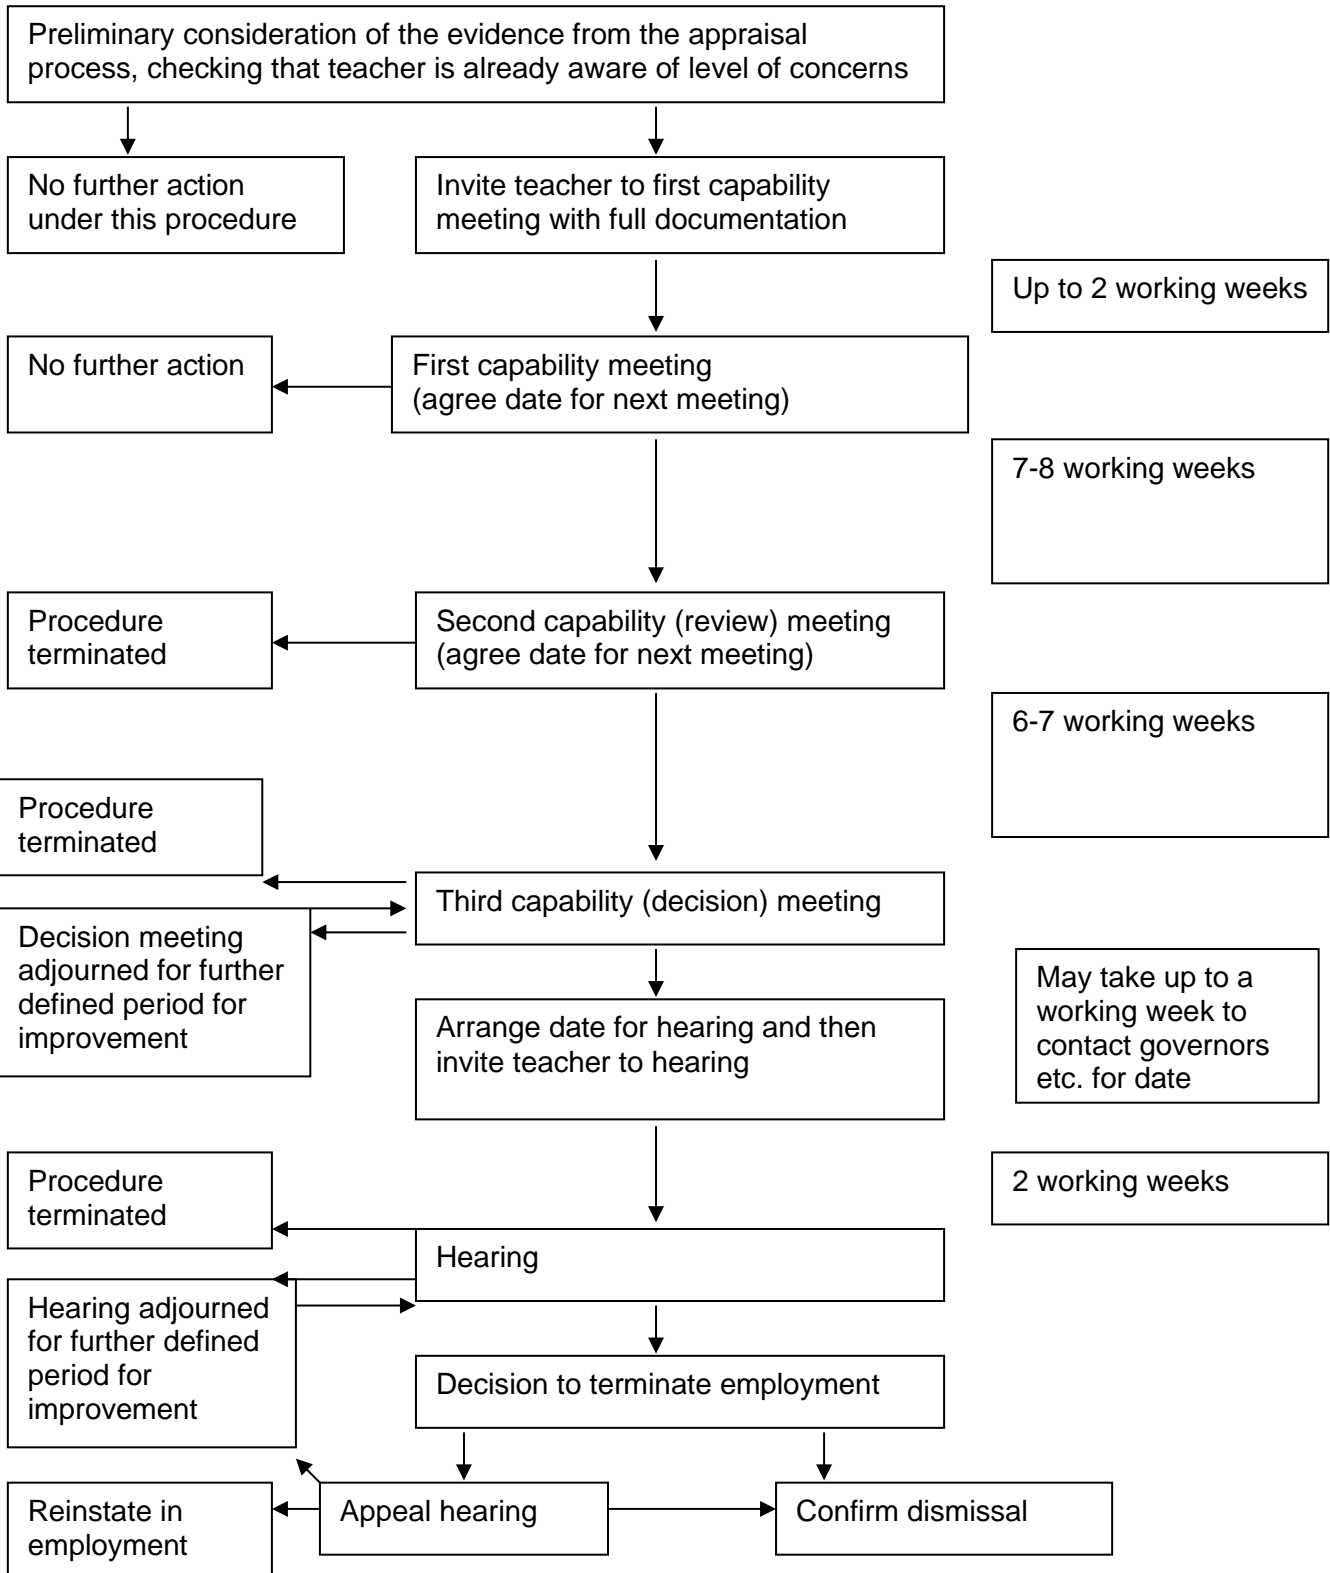 Preliminary consideration of the evidence from the appraisal
process, checking that teacher is already aware of level of concerns
No further action
under this procedure
Invite teacher to first capability
meeting with full documentation
Up to 2 working weeks
No further action
First capability meeting
(agree date for next meeting)
7-8 working weeks
Procedure
terminated
Second capability (review) meeting
(agree date for next meeting)
6-7 working weeks
Procedure
terminated
Third capability (decision) meeting
Decision meeting
adjourned for further
defined period for
improvement
Arrange date for hearing and then
invite teacher to hearing
May take up to a
working week to
contact governors
etc. for date
Procedure
terminated
2 working weeks
Hearing
Hearing adjourned
for further defined
period for
improvement
Decision to terminate employment
Reinstate in
employment
Appeal hearing
Confirm dismissal